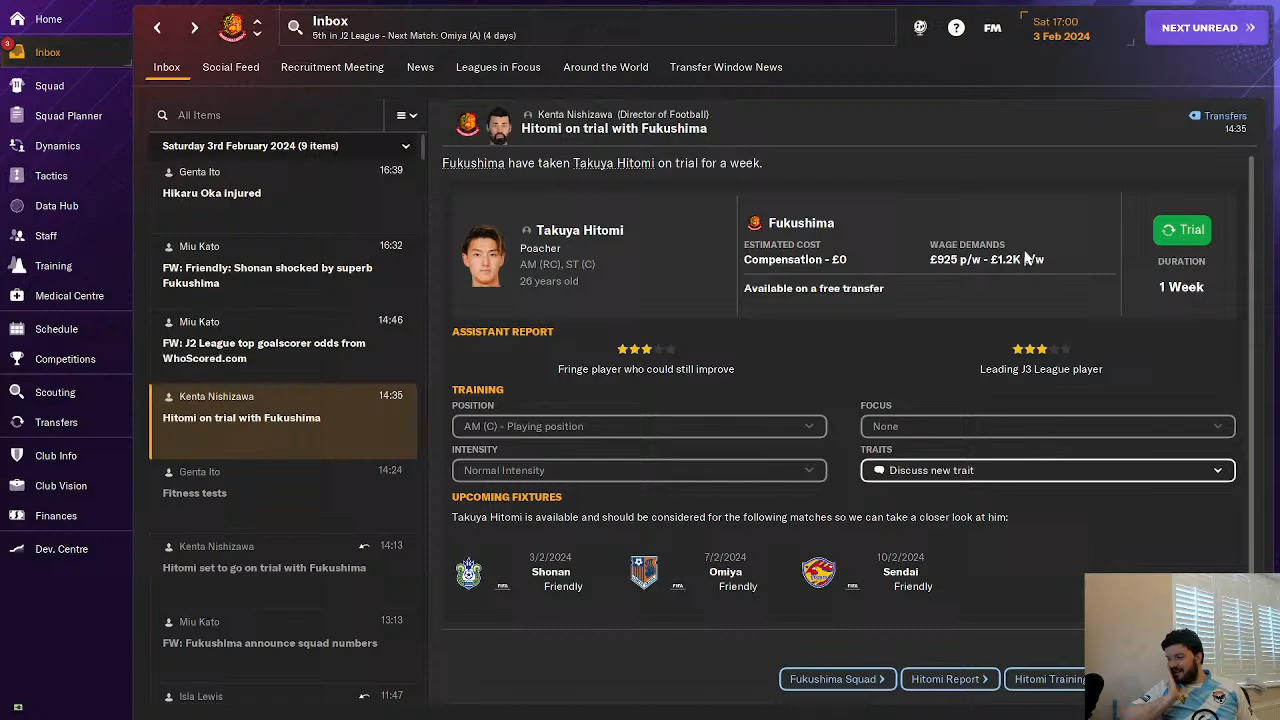 Home
Inbox
5th in J2 League - Next Match: Omiya (A) (4 days)
FM
Sat 17:00
3 Feb 2024
NEXT UNREAD
3
Inbox
Squad
Squad Planner
Dynamics
Tactics
Data Hub
Staff
Training
Medical Centre
Schedule
Competitions
Scouting
Transfers
Club Info
Club Vision
Finances
Dev. Centre
Inbox
Social Feed
Recruitment Meeting
News
Leagues in Focus
Around the World
Transfer Window News
All Items
Saturday 3rd February 2024 (9 items)
Genta Ito 16:39
Hikaru Oka injured
Miu Kato 16:32
FW: Friendly: Shonan shocked by superb
Fukushima
Miu Kato 14:46
FW: J2 League top goalscorer odds from
WhoScored.com
Kenta Nishizawa 14:35
Hitomi on trial with Fukushima
Genta Ito 14:24
Fitness tests
Kenta Nishizawa 14:13
Hitomi set to go on trial with Fukushima
Miu Kato 13:13
FW: Fukushima announce squad numbers
Isla Lewis 11:47
Kenta Nishizawa (Director of Football)
Hitomi on trial with Fukushima
Transfers
14:35
Fukushima have taken Takuya Hitomi on trial for a week.
Takuya Hitomi
Poacher
AM (RC), ST (C)
26 years old
Fukushima
ESTIMATED COST
Compensation - £0
WAGE DEMANDS
£925 p/w - £1.2K p/w
Available on a free transfer
Trial
DURATION
1 Week
ASSISTANT REPORT
Fringe player who could still improve
Leading J3 League player
TRAINING
POSITION
AM (C) - Playing position
FOCUS
None
INTENSITY
Normal Intensity
TRAITS
Discuss new trait
UPCOMING FIXTURES
Takuya Hitomi is available and should be considered for the following matches so we can take a closer look at him:
3/2/2024
Shonan
Friendly
7/2/2024
Omiya
Friendly
10/2/2024
Sendai
Friendly
Fukushima Squad
Hitomi Report
Hitomi Training